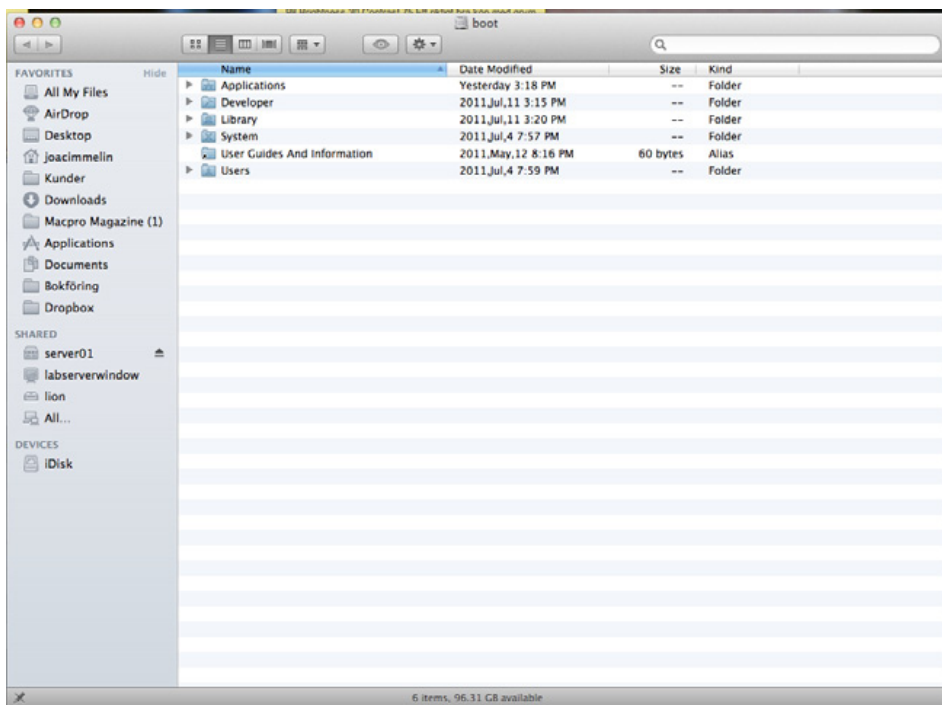 boot
FAVORITES Hide
All My Files
AirDrop
Desktop
joacimmelin
Kunder
Downloads
Macpro Magazine (1)
Applications
Documents
Bokföring
Dropbox
SHARED
server01
labserverwindow
lion
All...
DEVICES
iDisk
Name Date Modified Size Kind
Applications Yesterday 3:18 PM -- Folder
Developer 2011,Jul,11 3:15 PM -- Folder
Library 2011,Jul,11 3:20 PM -- Folder
System 2011,Jul,4 7:57 PM -- Folder
User Guides And Information 2011,May,12 8:16 PM 60 bytes Alias
Users 2011,Jul,4 7:59 PM -- Folder
6 items, 96.31 GB available